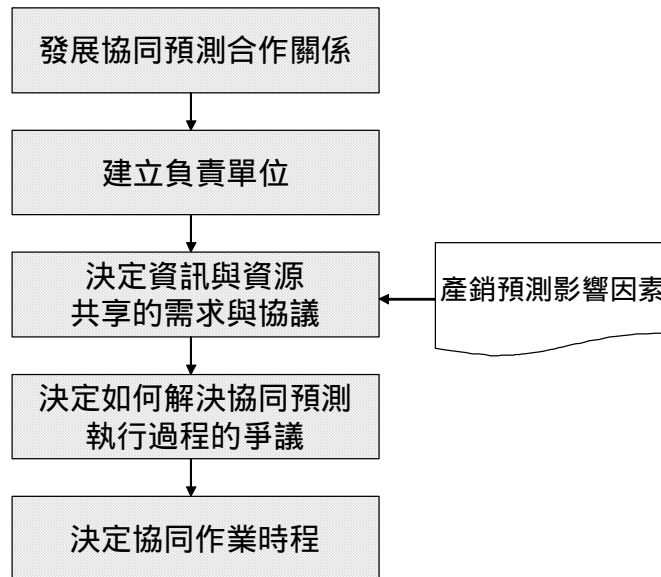 發展協同預測合作關係
建立負責單位
決定資訊與資源
共享的需求與協議
產銷預測影響因素
決定如何解決協同預測
執行過程的爭議
決定協同作業時程